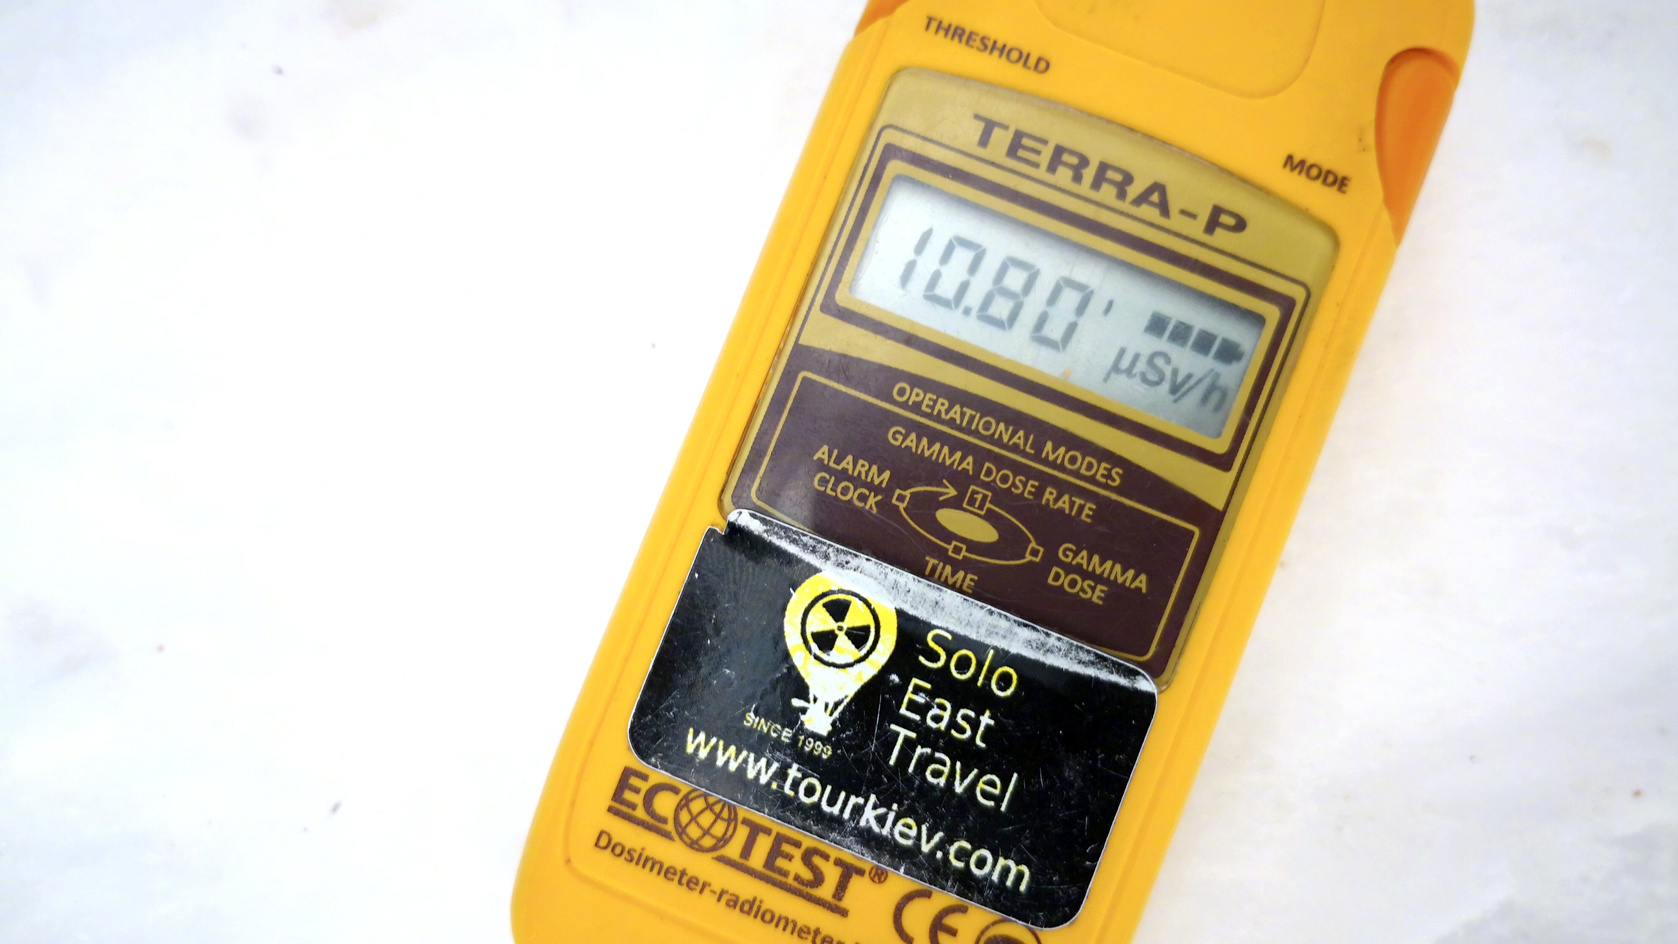 THRESHOLD
MODE
TERRA-P
10.80'
µSv/h
OPERATIONAL MODES
GAMMA DOSE RATE
ALARM
CLOCK
1
GAMMA
DOSE
TIME
Solo
East
Travel
SINCE 1999
www.tourkiev.com
ECOTEST®
Dosimeter-radiometer
CE